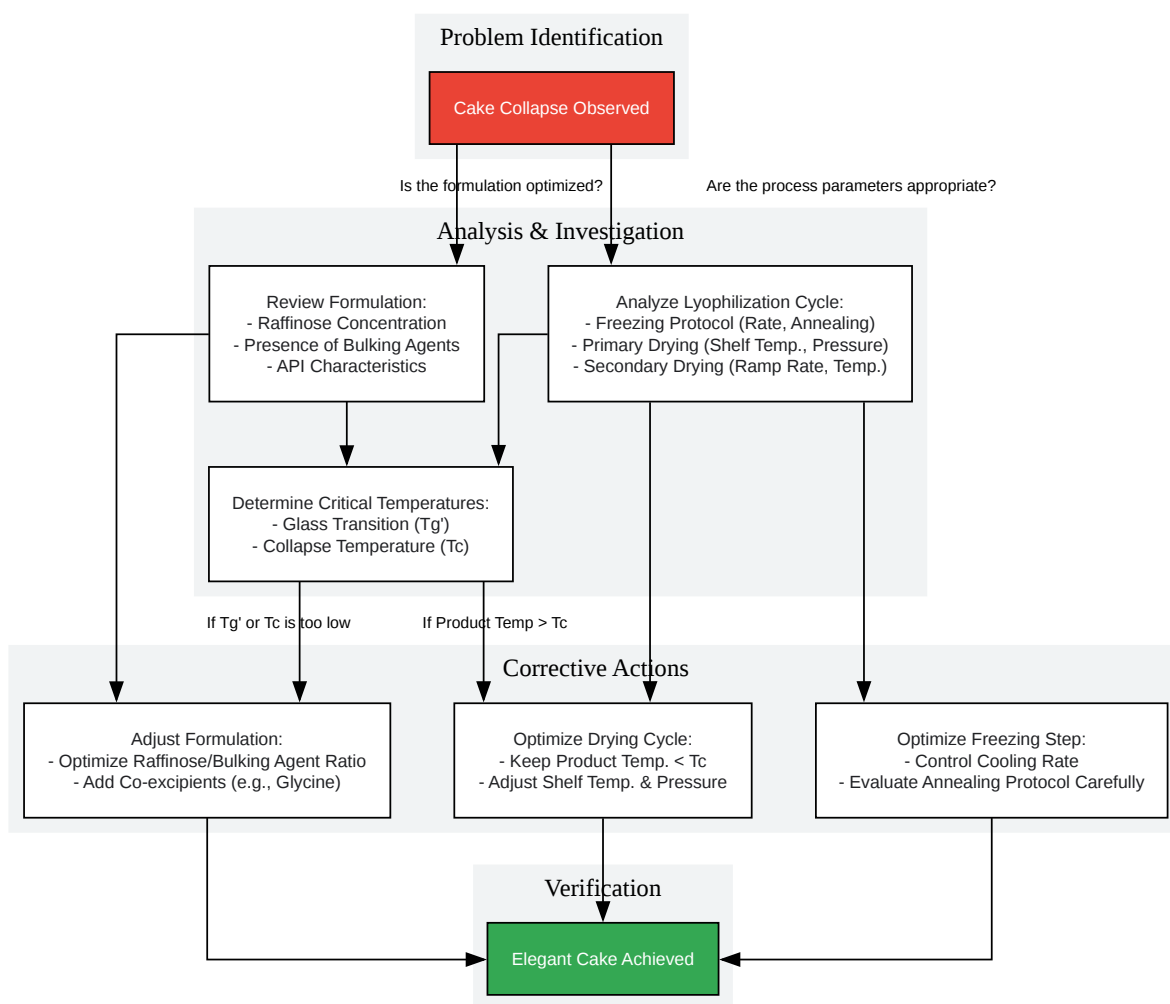 Problem Identification
Cake Collapse Observed
Is the formulation optimized?
Are the process parameters appropriate?
Analysis & Investigation
Review Formulation:
- Raffinose Concentration
- Presence of Bulking Agents
- API Characteristics
Analyze Lyophilization Cycle:
- Freezing Protocol (Rate, Annealing)
- Primary Drying (Shelf Temp., Pressure)
- Secondary Drying (Ramp Rate, Temp.)
Determine Critical Temperatures:
- Glass Transition (Tg')
- Collapse Temperature (Tc)
If Tg' or Tc is too low
If Product Temp > Tc
Corrective Actions
Adjust Formulation:
- Optimize Raffinose/Bulking Agent Ratio
- Add Co-excipients (e.g., Glycine)
Optimize Drying Cycle:
- Keep Product Temp. < Tc
- Adjust Shelf Temp. & Pressure
Optimize Freezing Step:
- Control Cooling Rate
- Evaluate Annealing Protocol Carefully
Verification
Elegant Cake Achieved